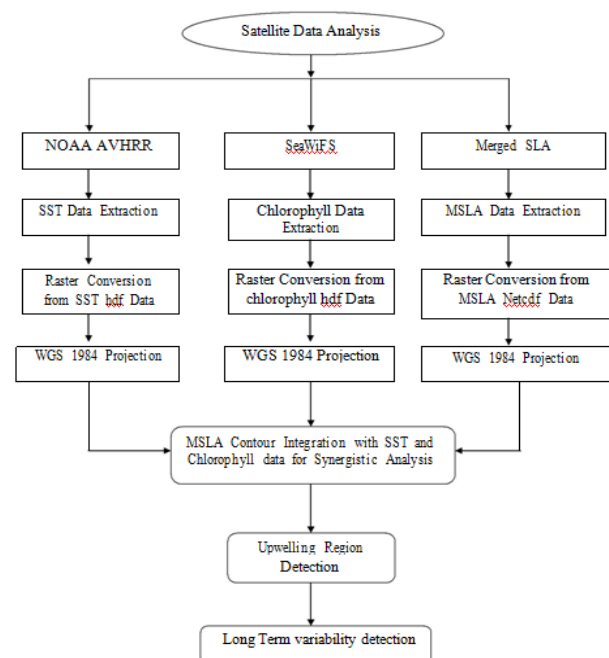 Satellite Data Analysis
NOAA AVHRR
SeaWiFS
Merged SLA
SST Data Extraction
Chlorophyll Data
Extraction
MSLA Data Extraction
Raster Conversion
from SST hdf Data
Raster Conversion from
chlorophyll hdf Data
Raster Conversion from
MSLA Netcdf Data
WGS 1984 Projection
WGS 1984 Projection
WGS 1984 Projection
MSLA Contour Integration with SST and
Chlorophyll data for Synergistic Analysis
Upwelling Region
Detection
Long Term variability detection